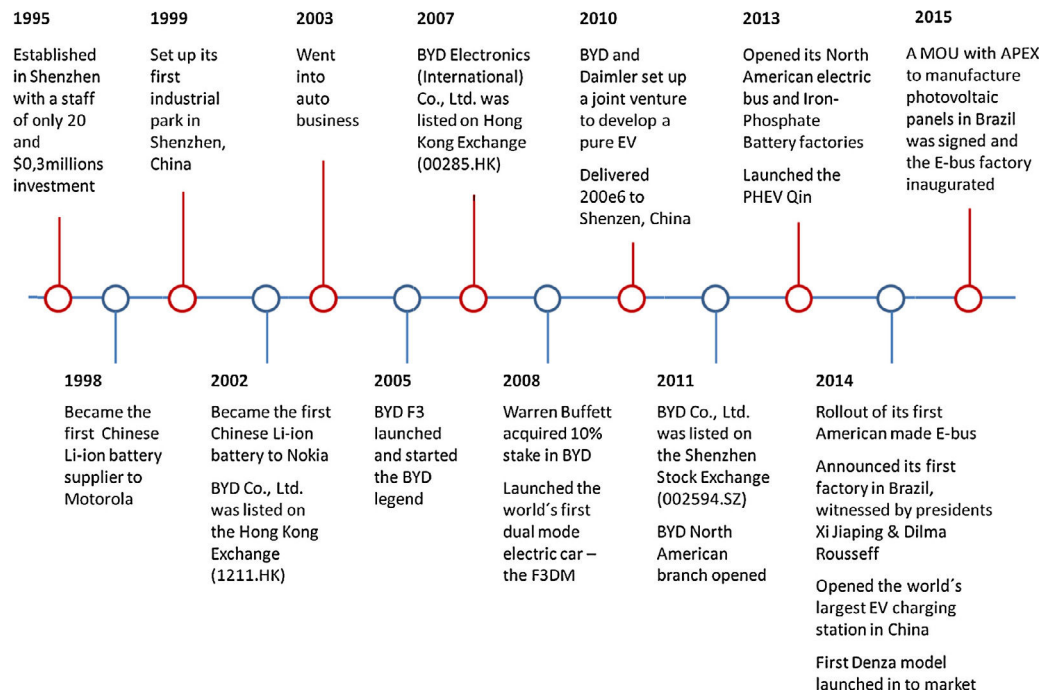 1995
Established
in Shenzhen
with a staff
of only 20
and
$0,3millions
investment
1999
Set up its
first
industrial
park in
Shenzhen,
China
2003
Went
into
auto
business
2007
BYD Electronics
(International)
Co., Ltd. was
listed on Hong
Kong Exchange
(00285.HK)
2010
BYD and
Daimler set up
a joint venture
to develop a
pure EV
Delivered
200e6 to
Shenzen, China
2013
Opened its North
American electric
bus and Iron-
Phosphate
Battery factories
Launched the
PHEV Qin
2015
A MOU with APEX
to manufacture
photovoltaic
panels in Brazil
was signed and
the E-bus factory
inaugurated
1998
Became the
first Chinese
Li-ion battery
supplier to
Motorola
2002
Became the first
Chinese Li-ion
battery to Nokia
BYD Co., Ltd.
was listed on
the Hong Kong
Exchange
(1211.HK)
2005
BYD F3
launched
and started
the BYD
legend
2008
Warren Buffett
acquired 10%
stake in BYD
Launched the
world´s first
dual mode
electric car –
the F3DM
2011
BYD Co., Ltd.
was listed on
the Shenzhen
Stock Exchange
(002594.SZ)
BYD North
American
branch opened
2014
Rollout of its first
American made E-bus
Announced its first
factory in Brazil,
witnessed by presidents
Xi Jiaping & Dilma
Rousseff
Opened the world´s
largest EV charging
station in China
First Denza model
launched in to market